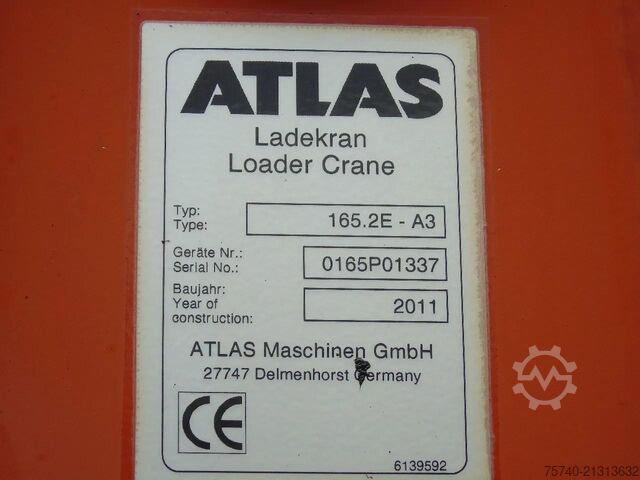 ATLAS
Ladekran
Loader Crane
Typ:
Type:
165.2E - A3
Geräte Nr.:
Serial No.:
0165P01337
Baujahr:
Year of
construction:
2011
ATLAS Maschinen GmbH
27747 Delmenhorst Germany
CE
6139592
75740-21313632